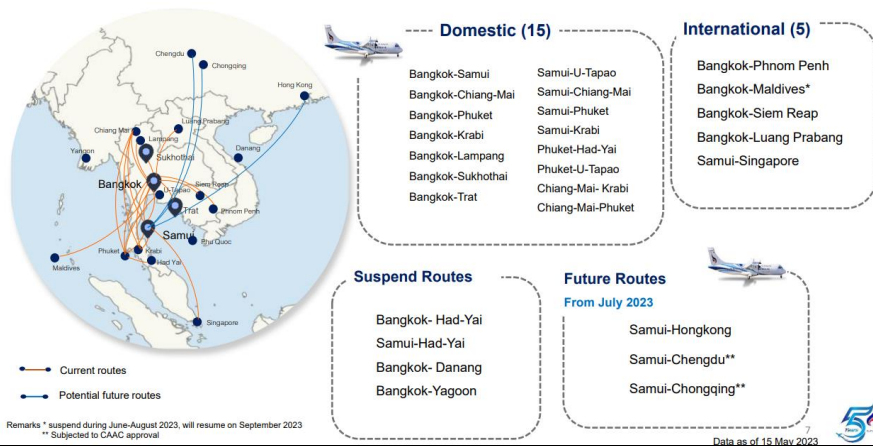 Chengdu
Chongqing
Hong Kong
Luang Prabang
Chiang Mai
Lampang
Yangon
Sukhothai
Danang
Bangkok
U-Tapao
Siem Reap
Trat
Phnom Penh
Samui
Phu Quoc
Phuket
Krabi
Had Yai
Maldives
Singapore
Current routes
Potential future routes
Domestic (15)
Bangkok-Samui
Bangkok-Chiang-Mai
Bangkok-Phuket
Bangkok-Krabi
Bangkok-Lampang
Bangkok-Sukhothai
Bangkok-Trat
Samui-U-Tapao
Samui-Chiang-Mai
Samui-Phuket
Samui-Krabi
Phuket-Had-Yai
Phuket-U-Tapao
Chiang-Mai- Krabi
Chiang-Mai-Phuket
International (5)
Bangkok-Phnom Penh
Bangkok-Maldives*
Bangkok-Siem Reap
Bangkok-Luang Prabang
Samui-Singapore
Suspend Routes
Bangkok- Had-Yai
Samui-Had-Yai
Bangkok- Danang
Bangkok-Yagoon
Future Routes
From July 2023
Samui-Hongkong
Samui-Chengdu**
Samui-Chongqing**
Remarks * suspend during June-August 2023, will resume on September 2023
** Subjected to CAAC approval
7
Data as of 15 May 2023